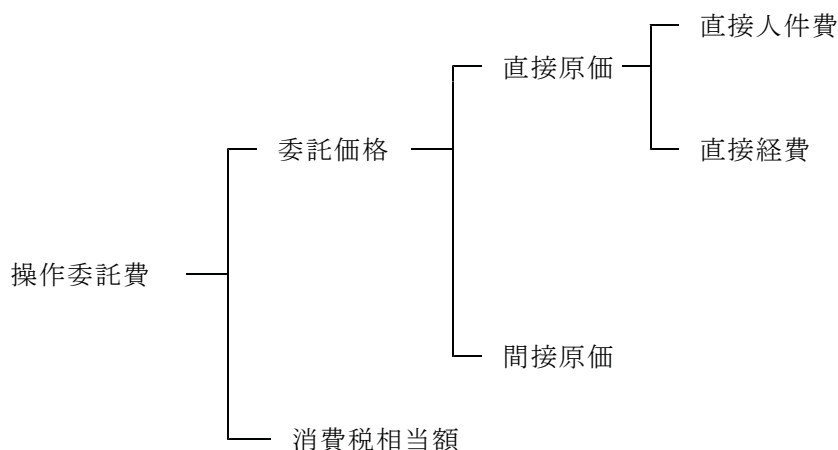 直接人件費
直接原価
委託価格
直接経費
操作委託費
間接原価
消費税相当額